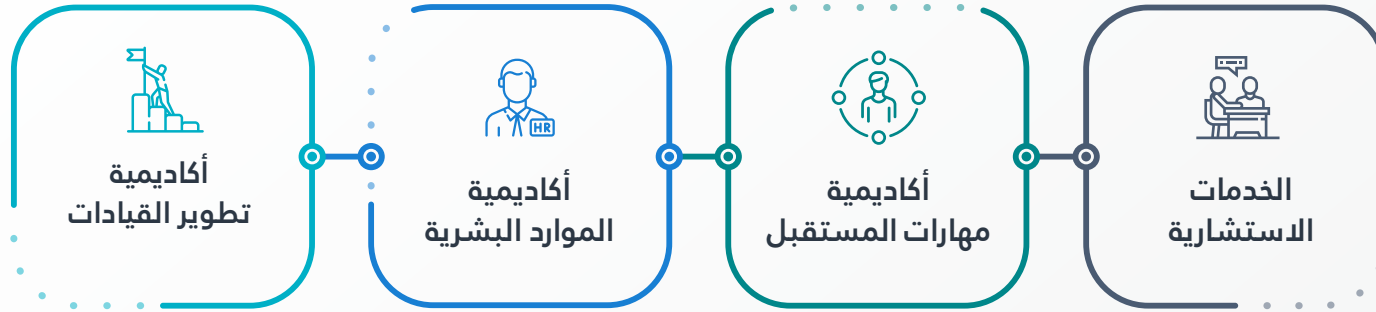 الخدمات
الاستشارية
أكاديمية
مهارات المستقبل
HR
أكاديمية
الموارد البشرية
أكاديمية
تطوير القيادات